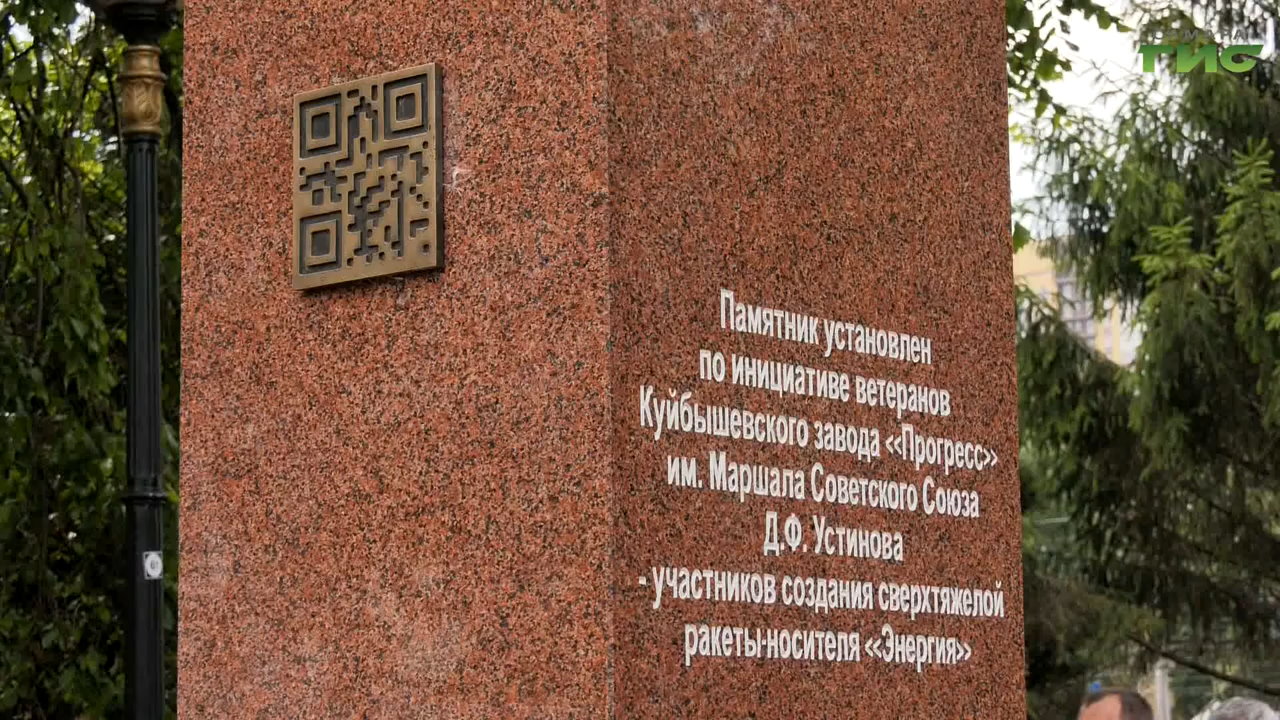 ТИС
Памятник установлен
по инициативе ветеранов
Куйбышевского завода «Прогресс»
им. Маршала Советского Союза
Д.Ф. Устинова
- участников создания сверхтяжелой
ракеты-носителя «Энергия»